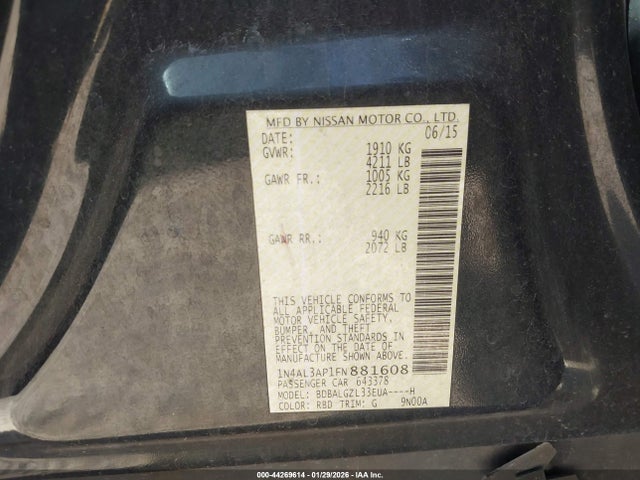 MFD BY NISSAN MOTOR CO., LTD.
DATE: 06/15
GVWR: 1910 KG
4211 LB
GAWR FR.: 1005 KG
2216 LB
GAWR RR.: 940 KG
2072 LB
THIS VEHICLE CONFORMS TO
ALL APPLICABLE FEDERAL
MOTOR VEHICLE SAFETY,
BUMPER, AND THEFT
PREVENTION STANDARDS IN
EFFECT ON THE DATE OF
MANUFACTURE SHOWN ABOVE.
1N4AL3AP1FN881608
PASSENGER CAR 643378
MODEL: BDBALGZL33EUA----H
COLOR: RBD TRIM: G 9N00A
000-44269614 - 01/29/2026 - © IAA Inc.